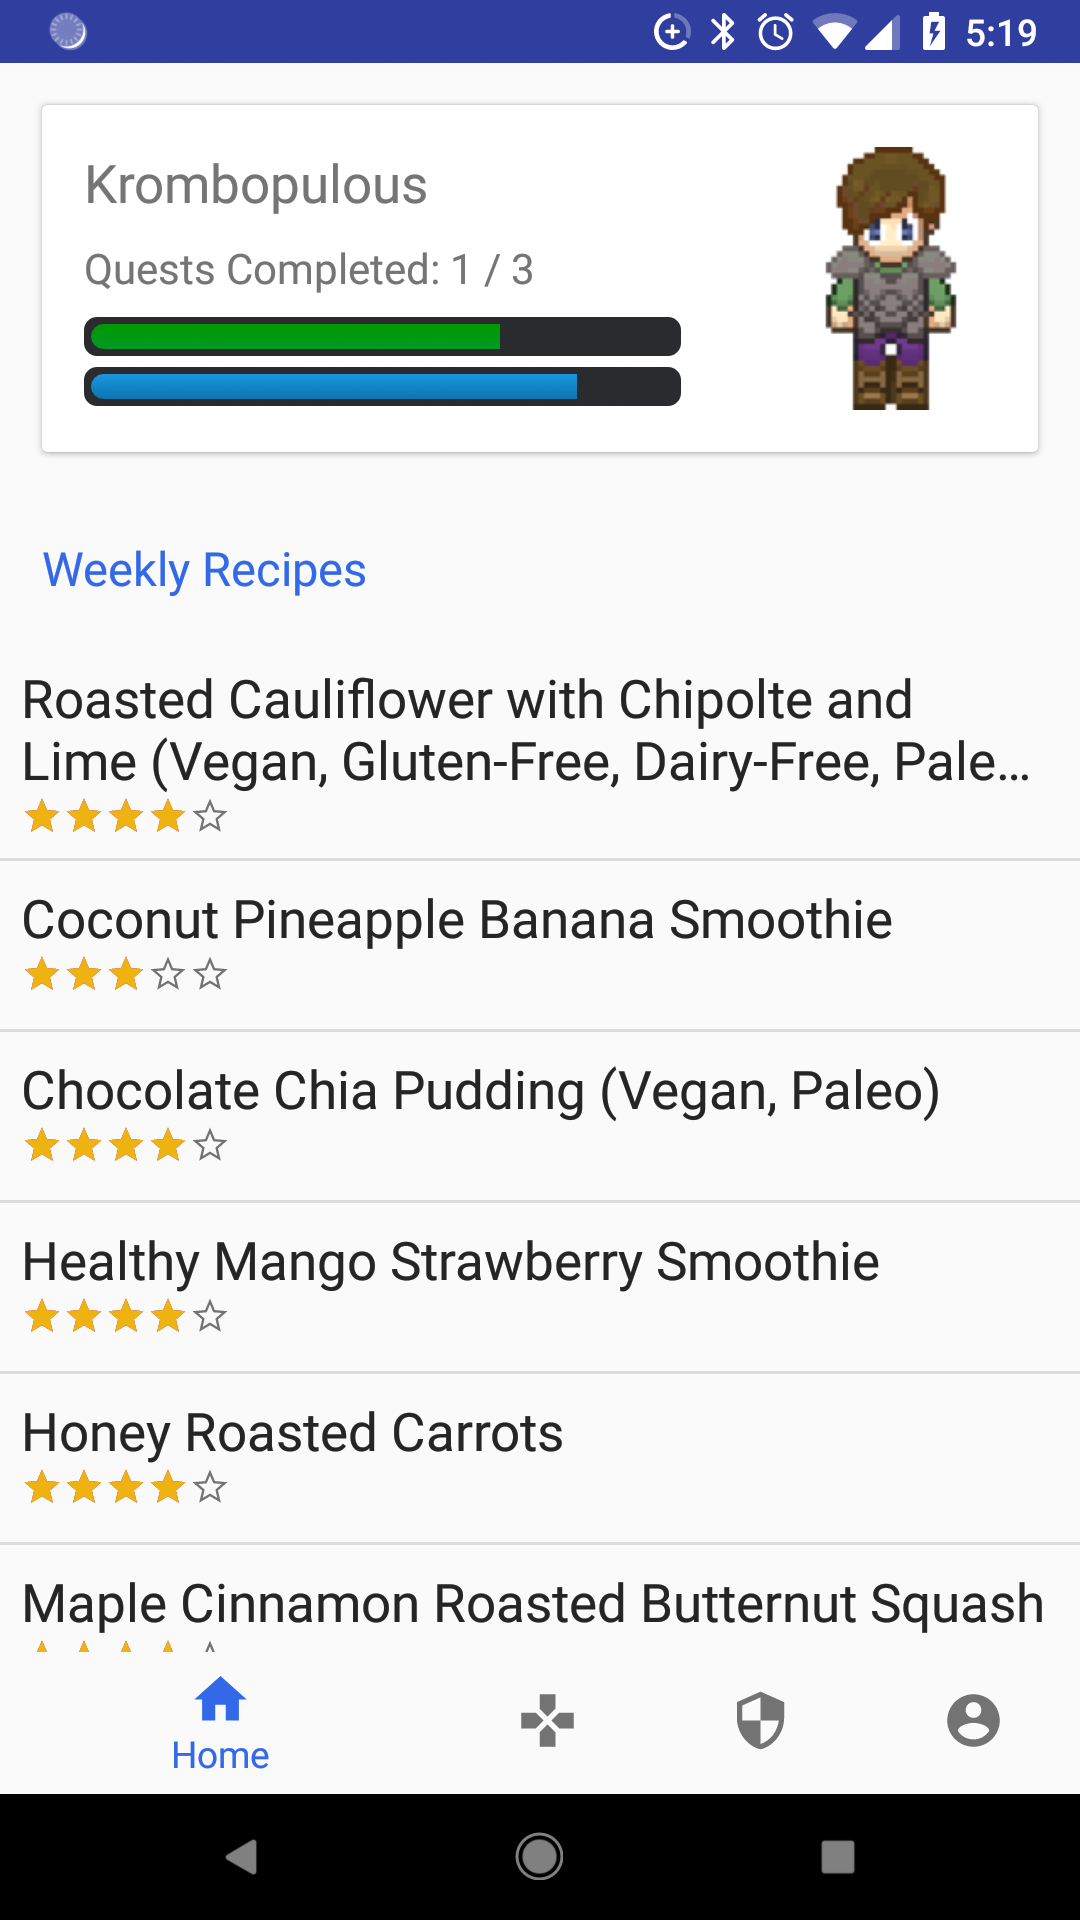 5:19
Krombopulous
Quests Completed: 1 / 3
Weekly Recipes
Roasted Cauliflower with Chipolte and
Lime (Vegan, Gluten-Free, Dairy-Free, Pale...
Coconut Pineapple Banana Smoothie
Chocolate Chia Pudding (Vegan, Paleo)
Healthy Mango Strawberry Smoothie
Honey Roasted Carrots
Maple Cinnamon Roasted Butternut Squash
Home